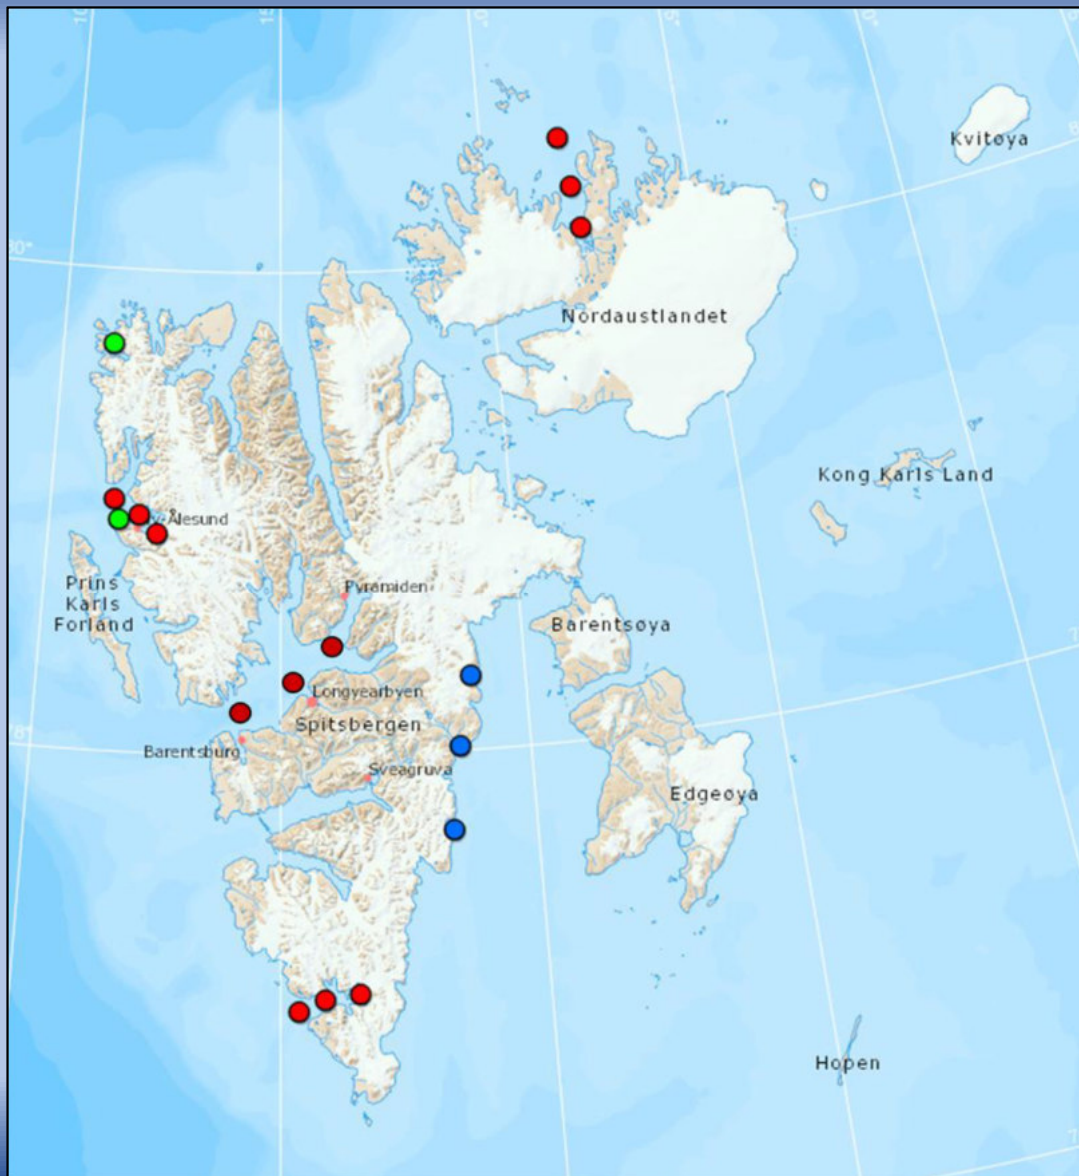 Kvitøya
Nordaustlandet
Kong Karls Land
Ålesund
Prins
Karls
Forland
Pyramiden
Barentsøya
Longyearbyen
Spitsbergen
Barentsburg
Sveagruva
Edgeøya
Hopen